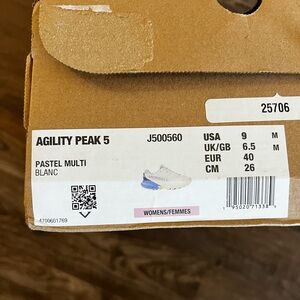 25706
AGILITY PEAK 5 J500560 USA 9 M
UK/GB 6.5 M
PASTEL MULTI EUR 40
BLANC CM 26
WOMENS/FEMMES